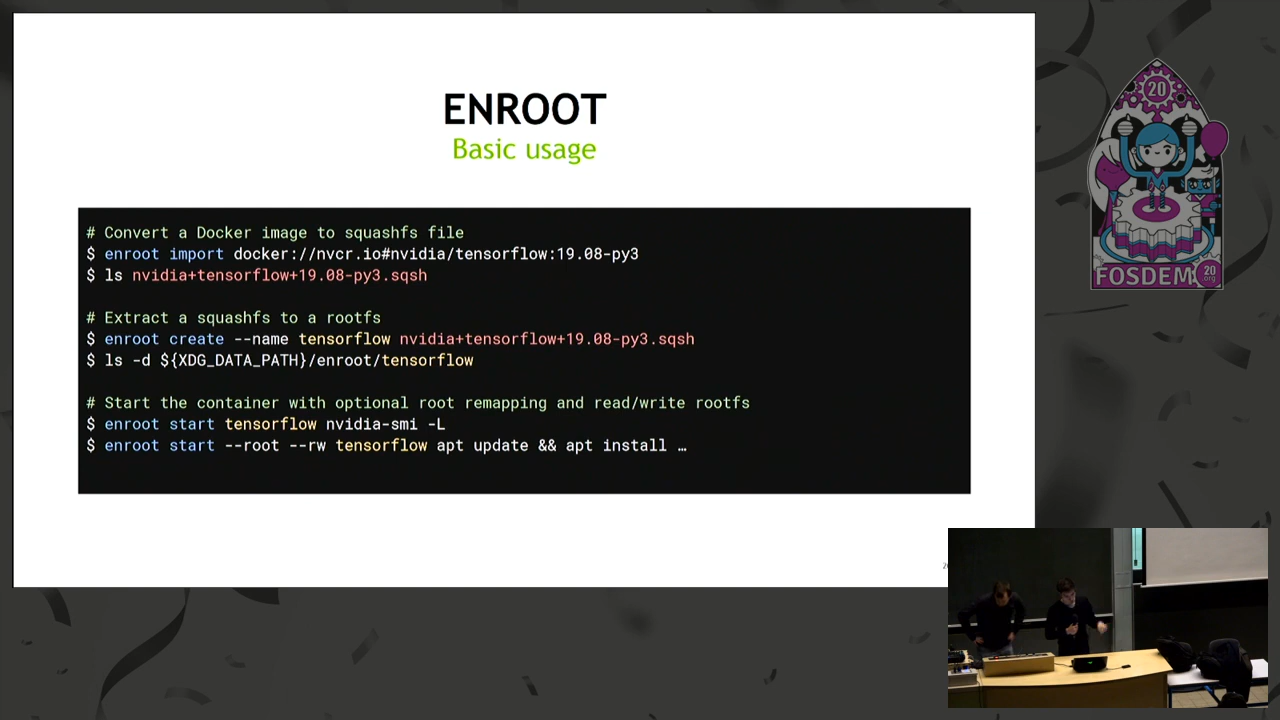 ENROOT
Basic usage
# Convert a Docker image to squashfs file
$ enroot import docker://nvcr.io#nvidia/tensorflow:19.08-py3
$ ls nvidia+tensorflow+19.08-py3.sqsh
# Extract a squashfs to a rootfs
$ enroot create --name tensorflow nvidia+tensorflow+19.08-py3.sqsh
$ ls -d ${XDG_DATA_PATH}/enroot/tensorflow
# Start the container with optional root remapping and read/write rootfs
$ enroot start tensorflow nvidia-smi -L
$ enroot start --root --rw tensorflow apt update && apt install …
20
FOSDEM
20
.org